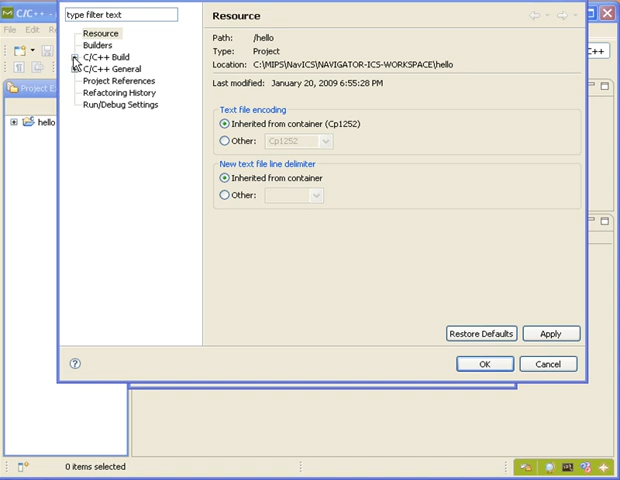 C/C++ -
File Edit
Project E
hello
type filter text
Resource
Builders
C/C++ Build
C/C++ General
Project References
Refactoring History
Run/Debug Settings
Resource
Path: /hello
Type: Project
Location: C:\MIPS\NavICS\NAVIGATOR-ICS-WORKSPACE\hello
Last modified: January 20, 2009 6:55:28 PM
Text file encoding
Inherited from container (Cp1252)
Other: Cp1252
New text file line delimiter
Inherited from container
Other:
Restore Defaults Apply
OK Cancel
C++
0 items selected